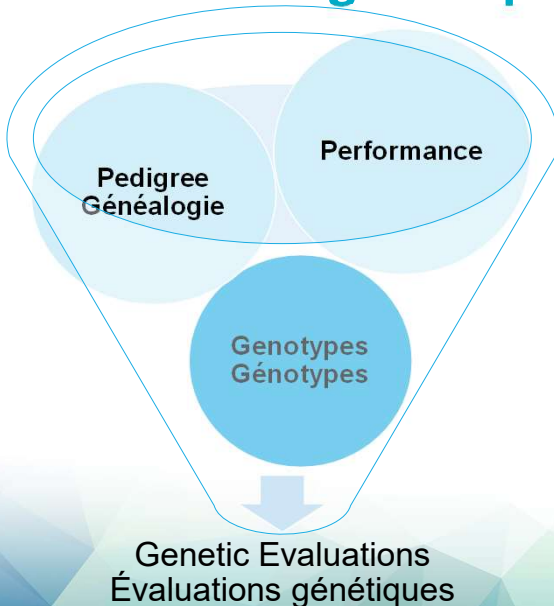 Pedigree
Généalogie
Performance
Genotypes
Génotypes
Genetic Evaluations
Évaluations génétiques